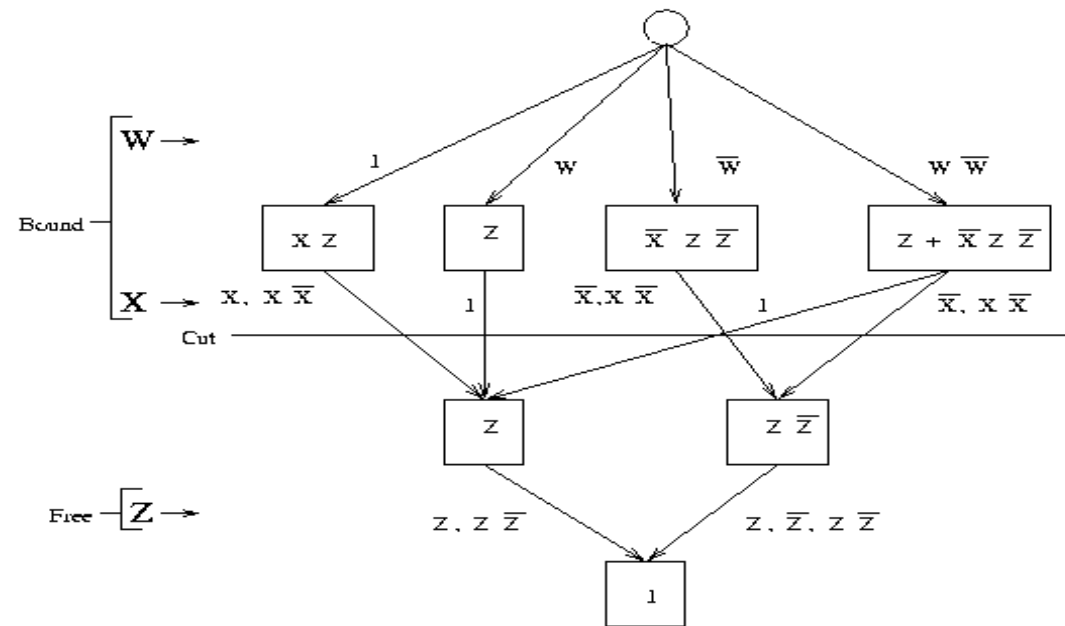 W
1
W
W̅
W W̅
Bound
X Z
Z
X̅ Z Z̅
Z + X̅ Z Z̅
X
X, X X̅
1
X̅,X X̅
1
X̅, X X̅
Cut
Z
Z Z̅
Free
Z
Z, Z Z̅
Z, Z̅, Z Z̅
1